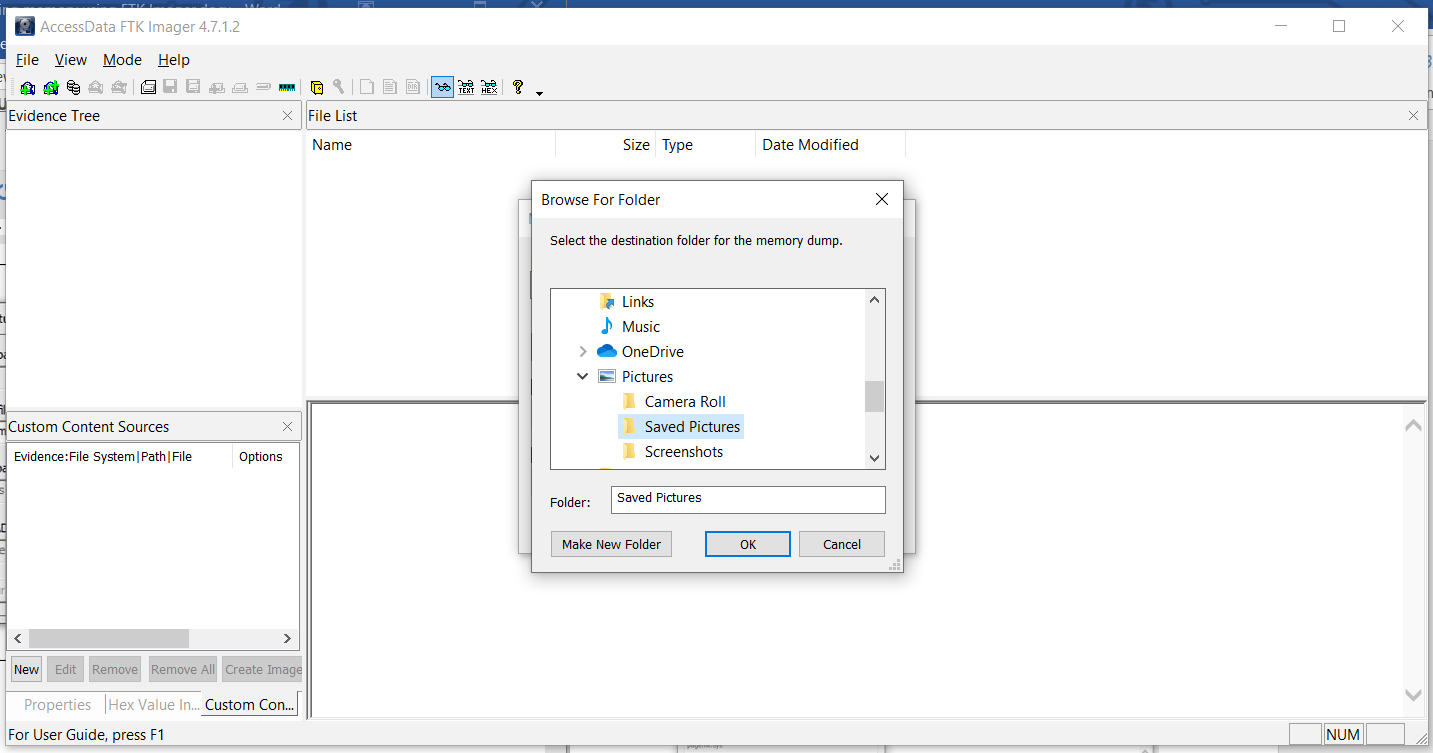 AccessData FTK Imager 4.7.1.2
File View Mode Help
TEXT HEX
Evidence Tree
File List
Name Size Type Date Modified
Browse For Folder
Select the destination folder for the memory dump.
Links
Music
OneDrive
Pictures
Camera Roll
Saved Pictures
Screenshots
Folder: Saved Pictures
Make New Folder OK Cancel
Custom Content Sources
Evidence:File System|Path|File Options
New Edit Remove Remove All Create Image
Properties Hex Value In... Custom Con...
For User Guide, press F1
NUM